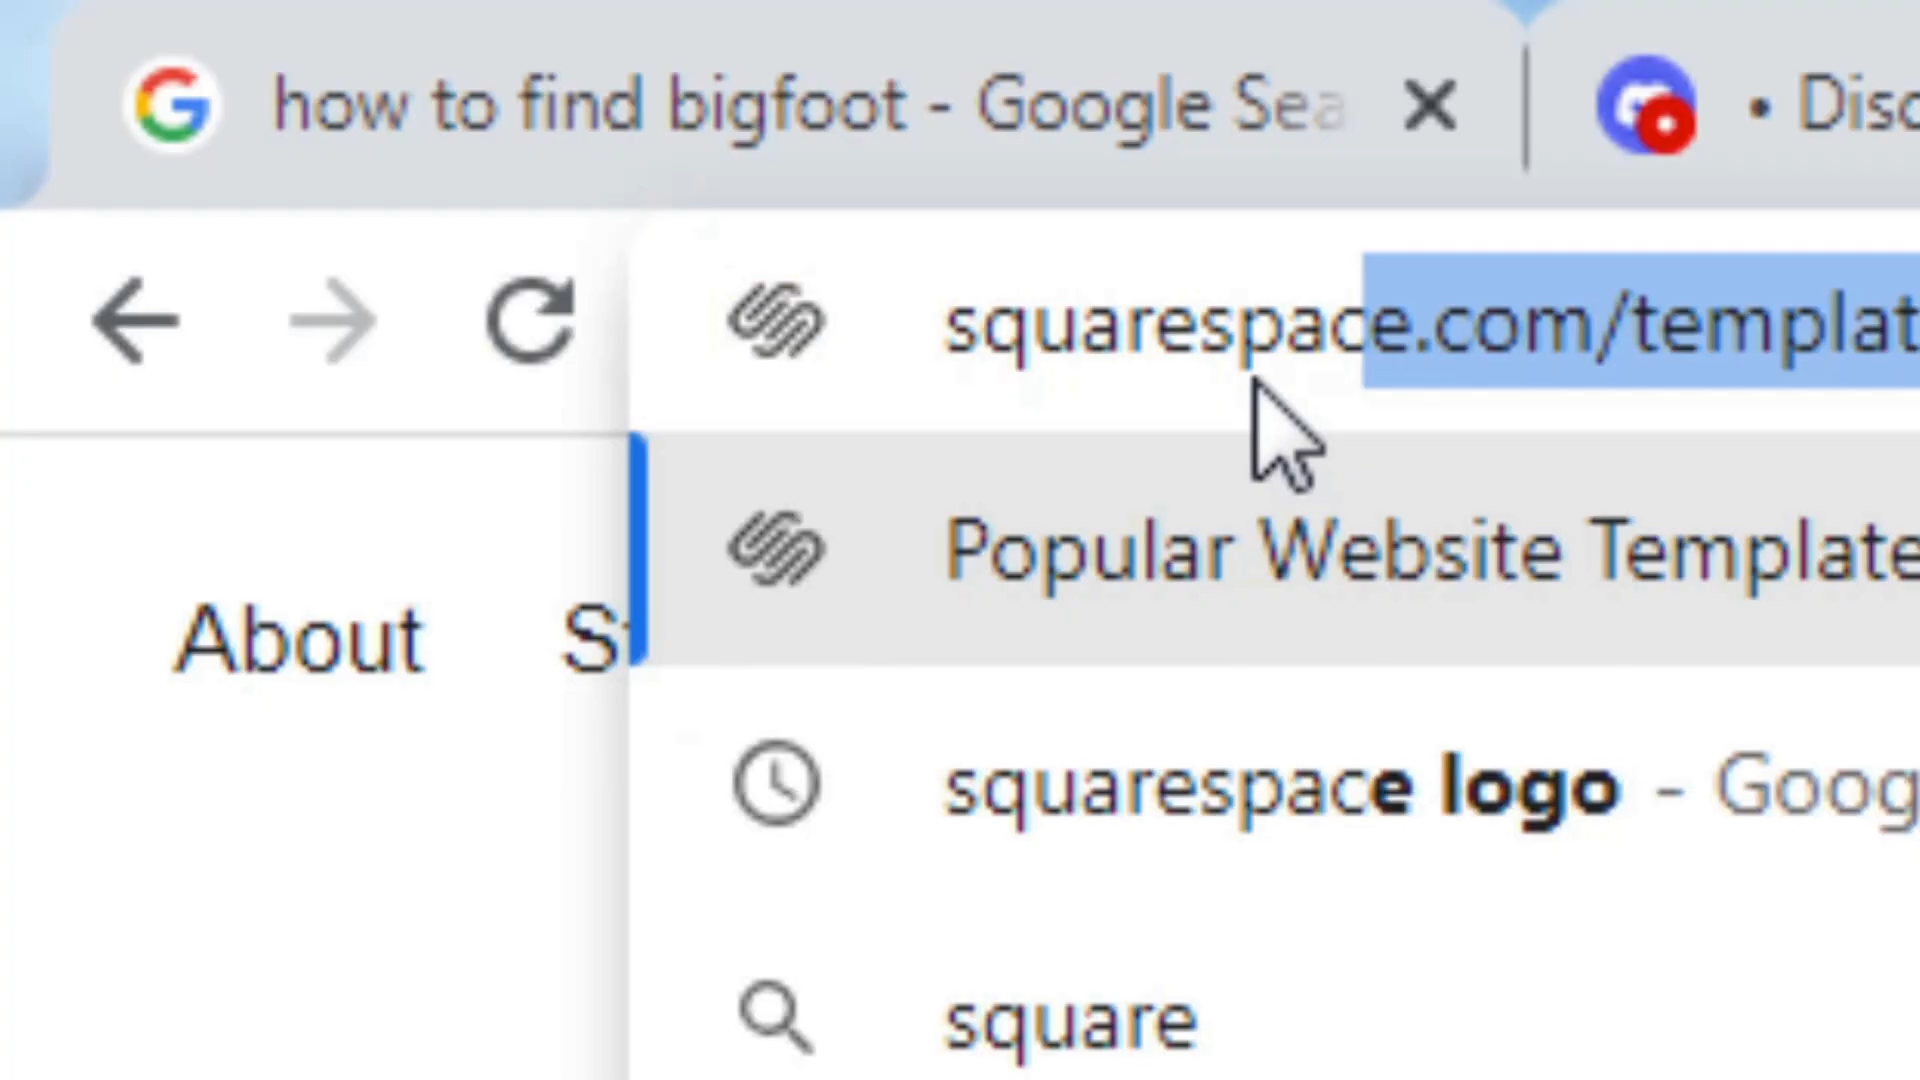 how to find bigfoot - Google Sea
• Disc
squarespace.com/templat
Popular Website Template
About S
squarespace logo - Goog
square